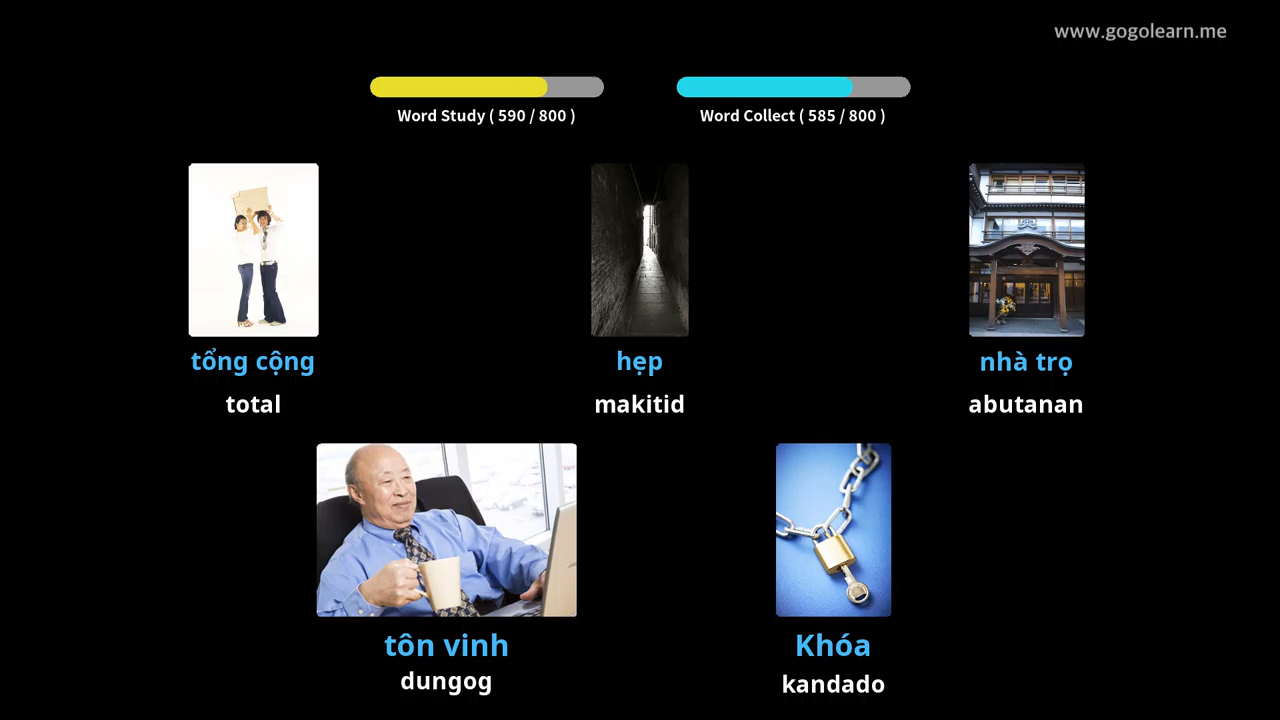 www.gogolearn.me
Word Study ( 590 / 800 )
Word Collect ( 585 / 800 )
tổng cộng
total
hẹp
makitid
nhà trọ
abutanan
tôn vinh
dungog
Khóa
kandado